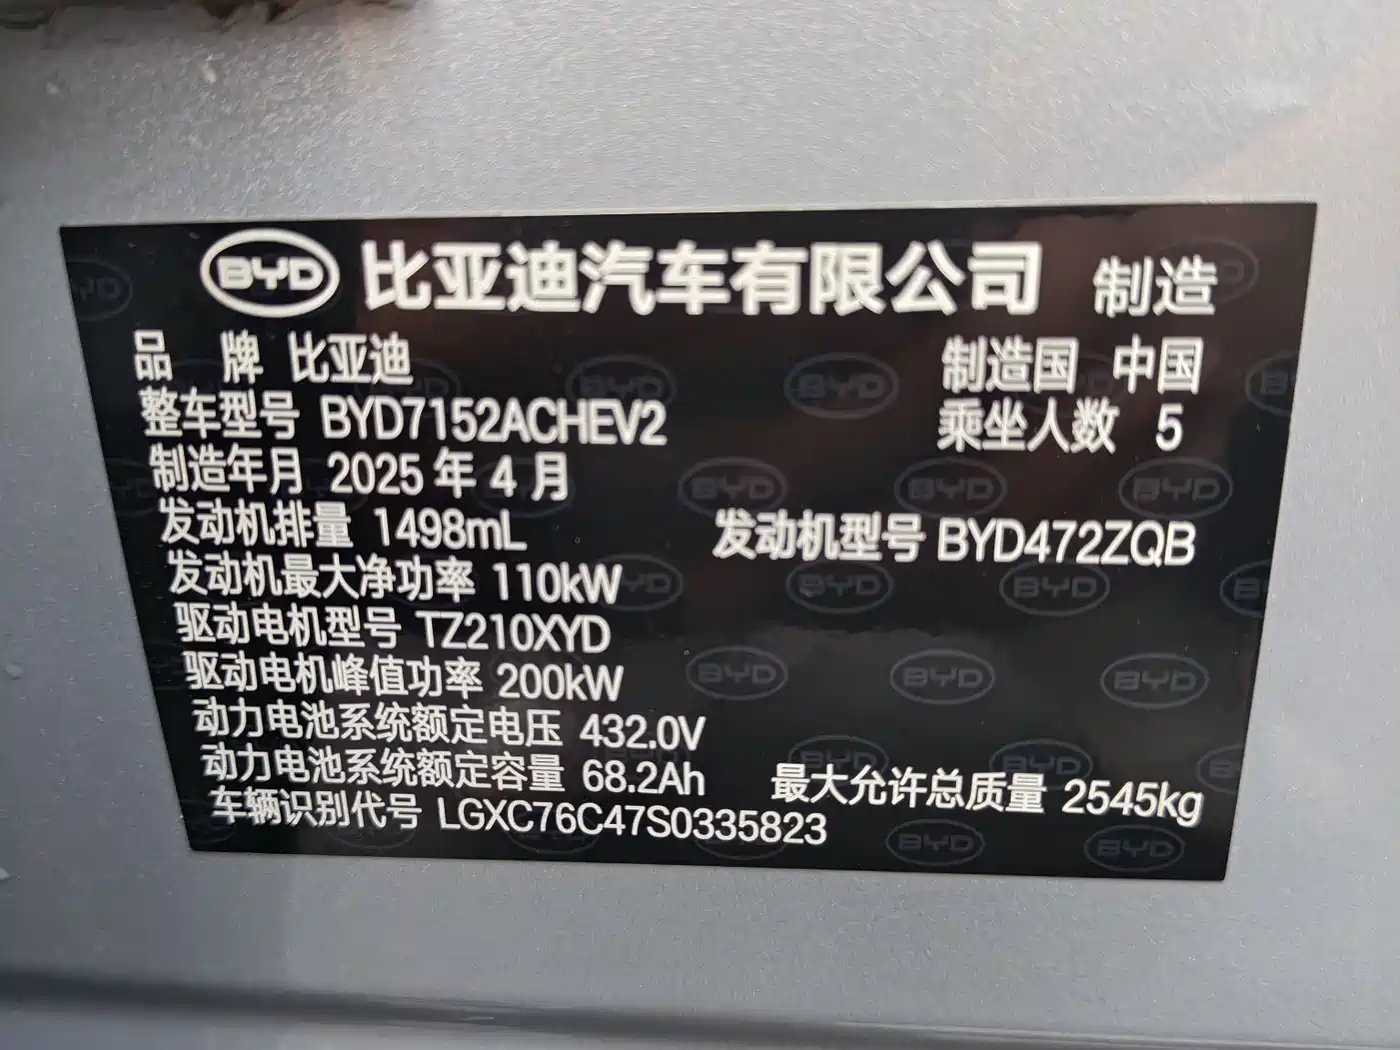 BYD 比亚迪汽车有限公司 制造
品 牌 比亚迪 制造国 中国
整车型号 BYD7152ACHEV2 乘坐人数 5
制造年月 2025 年 4 月
发动机排量 1498mL 发动机型号 BYD472ZQB
发动机最大净功率 110kW
驱动电机型号 TZ210XYD
驱动电机峰值功率 200kW
动力电池系统额定电压 432.0V
动力电池系统额定容量 68.2Ah 最大允许总质量 2545kg
车辆识别代号 LGXC76C47S0335823